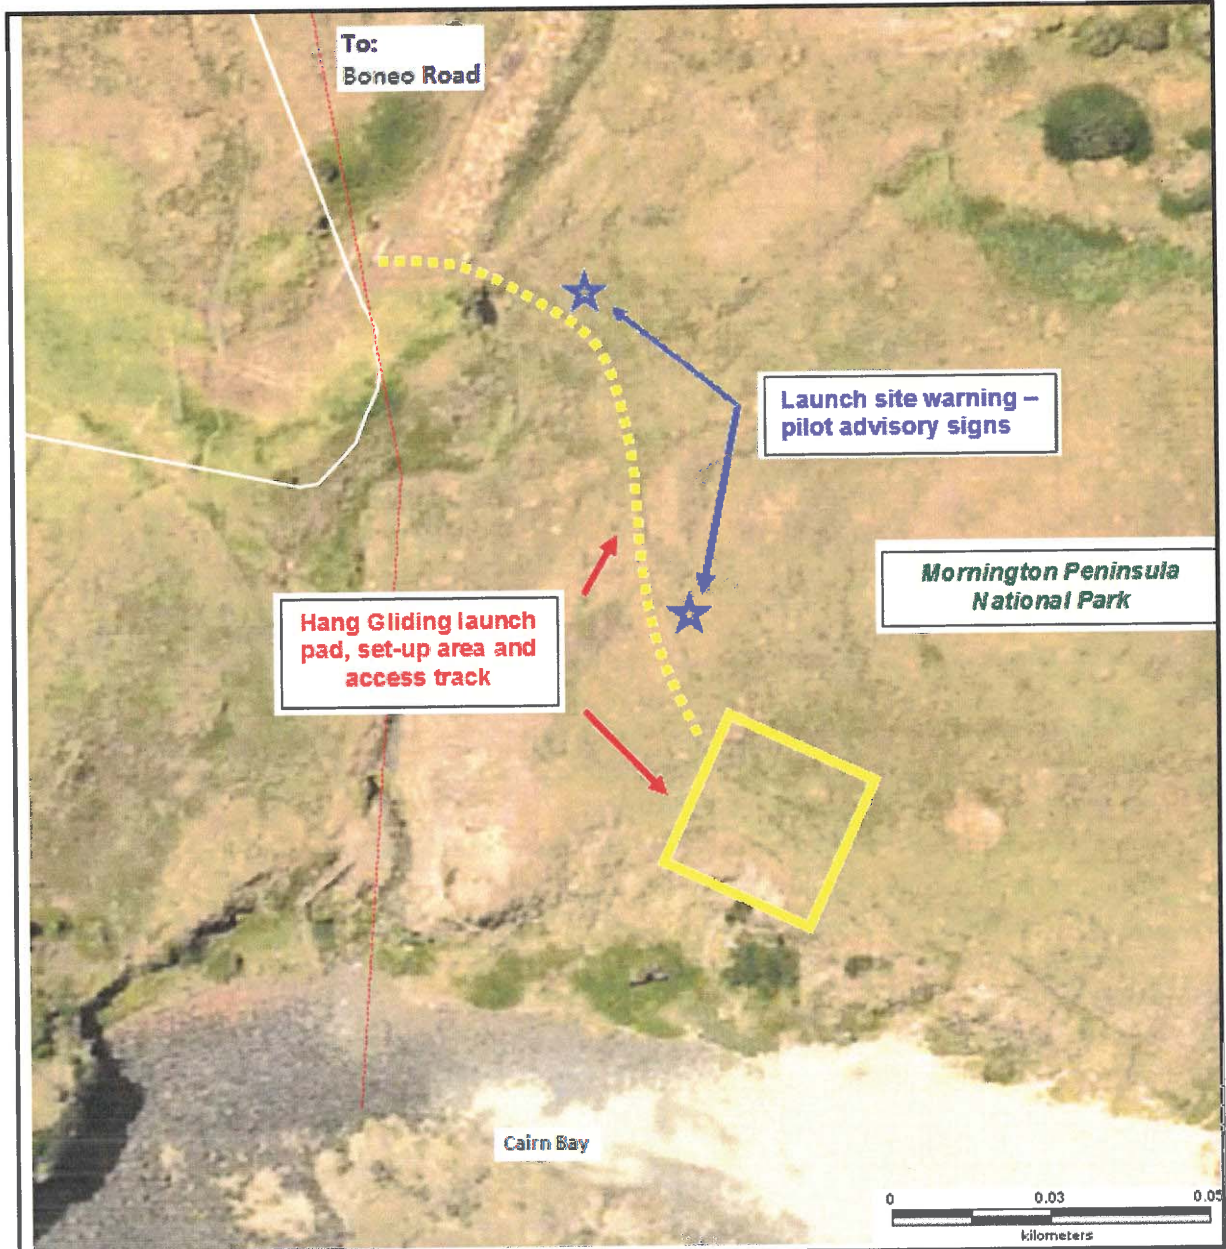 To:
Boneo Road
Launch site warning –
pilot advisory signs
Mornington Peninsula
National Park
Hang Gliding launch
pad, set-up area and
access track
Cairn Bay
0 0.03 0.05
kilometers